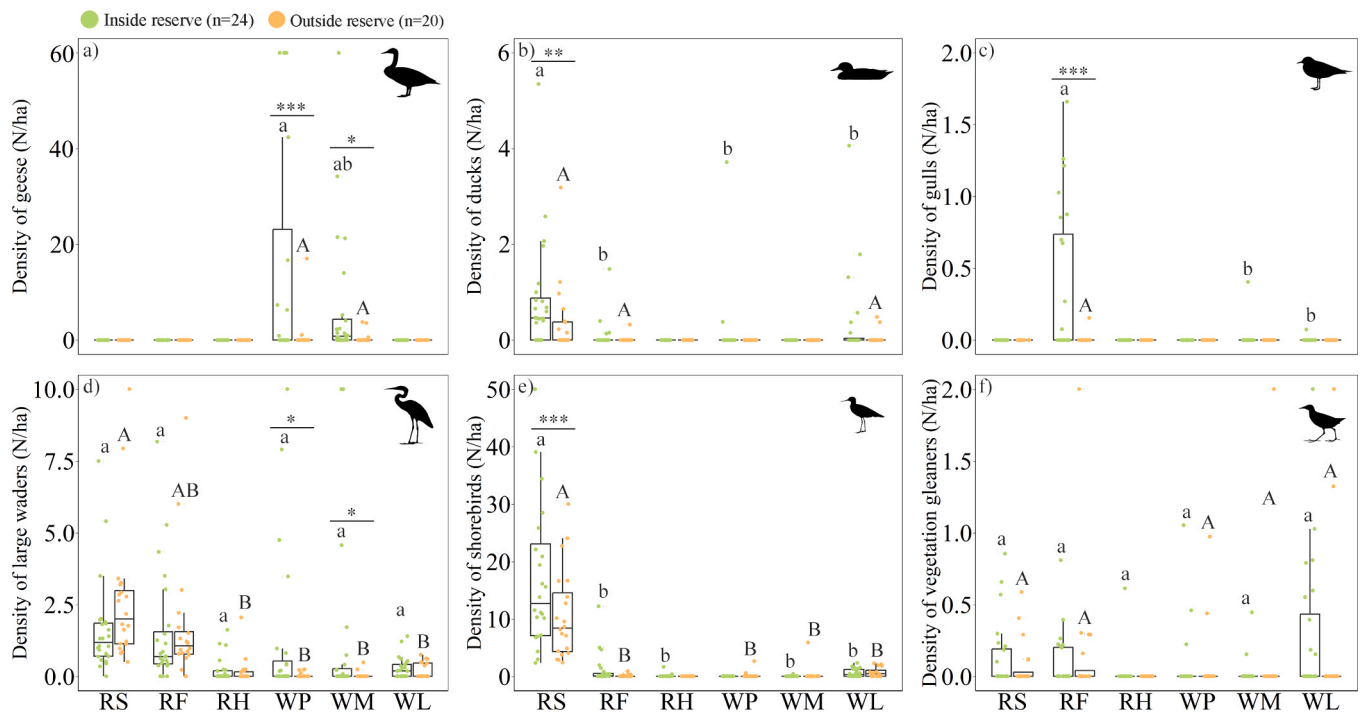 Inside reserve (n=24) Outside reserve (n=20)
a)
Density of geese (N/ha)
60
40
20
0
***
a
A
*
ab
A
b)
Density of ducks (N/ha)
6
4
2
0
**
a
A
b
A
b
b
A
c)
Density of gulls (N/ha)
2.0
1.5
1.0
0.5
0.0
***
a
A
b
b
d)
Density of large waders (N/ha)
10.0
7.5
5.0
2.5
0.0
a
A
a
AB
a
B
*
a
B
*
a
B
a
B
RS RF RH WP WM WL
e)
Density of shorebirds (N/ha)
50
40
30
20
10
0
***
a
A
b
B
b
B
b
B
b
B
RS RF RH WP WM WL
f)
Density of vegetation gleaners (N/ha)
2.0
1.5
1.0
0.5
0.0
a
A
a
A
a
a
A
a
A
a
A
RS RF RH WP WM WL